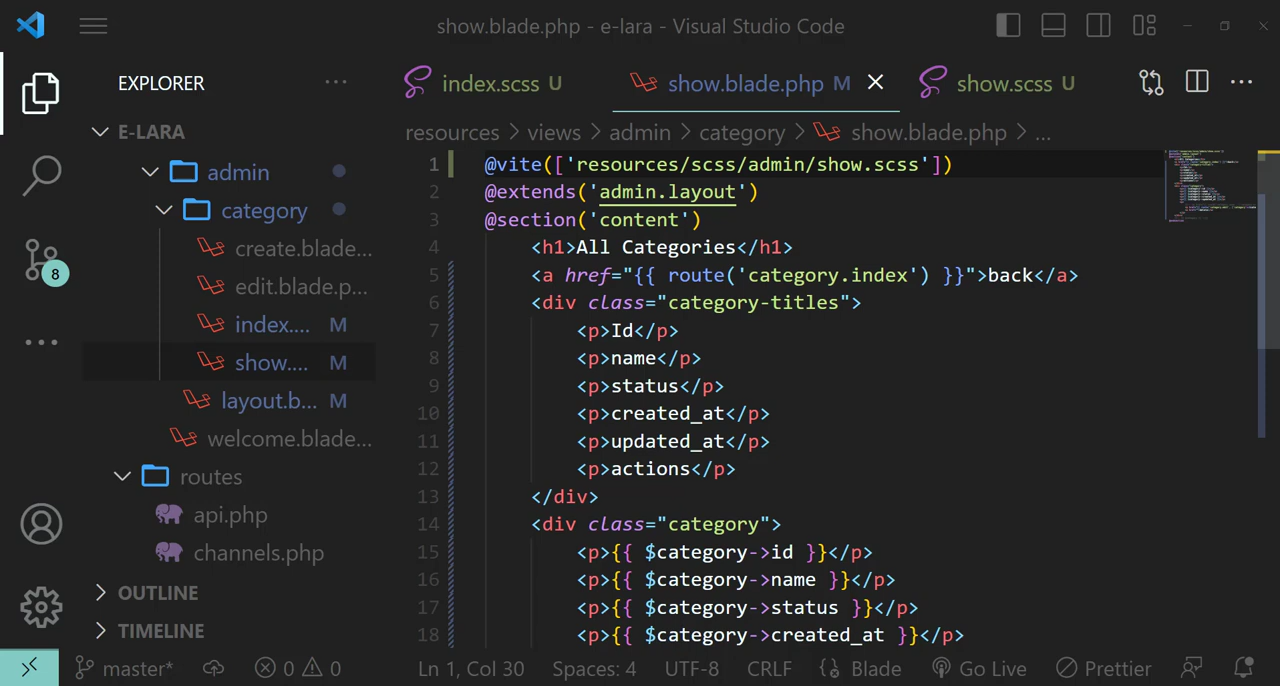 show.blade.php - e-lara - Visual Studio Code
EXPLORER
index.scss U
show.blade.php M
show.scss U
E-LARA
resources > views > admin > category > show.blade.php > ...
admin
category
create.blade...
edit.blade.p...
index.... M
show.... M
layout.b... M
welcome.blade...
routes
api.php
channels.php
OUTLINE
TIMELINE
8
1 @vite(['resources/scss/admin/show.scss'])
2 @extends('admin.layout')
3 @section('content')
4 <h1>All Categories</h1>
5 <a href="{{ route('category.index') }}">back</a>
6 <div class="category-titles">
7 <p>Id</p>
8 <p>name</p>
9 <p>status</p>
10 <p>created_at</p>
11 <p>updated_at</p>
12 <p>actions</p>
13 </div>
14 <div class="category">
15 <p>{{ $category->id }}</p>
16 <p>{{ $category->name }}</p>
17 <p>{{ $category->status }}</p>
18 <p>{{ $category->created_at }}</p>
master* 0 0 Ln 1, Col 30 Spaces: 4 UTF-8 CRLF Blade Go Live Prettier